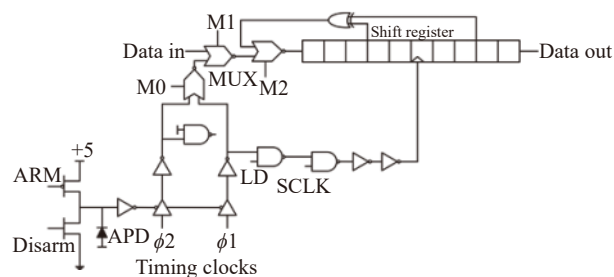 M1
Data in
Shift register
Data out
MUX
M0
M2
+5
ARM
LD
SCLK
Disarm
APD
ϕ2
ϕ1
Timing clocks